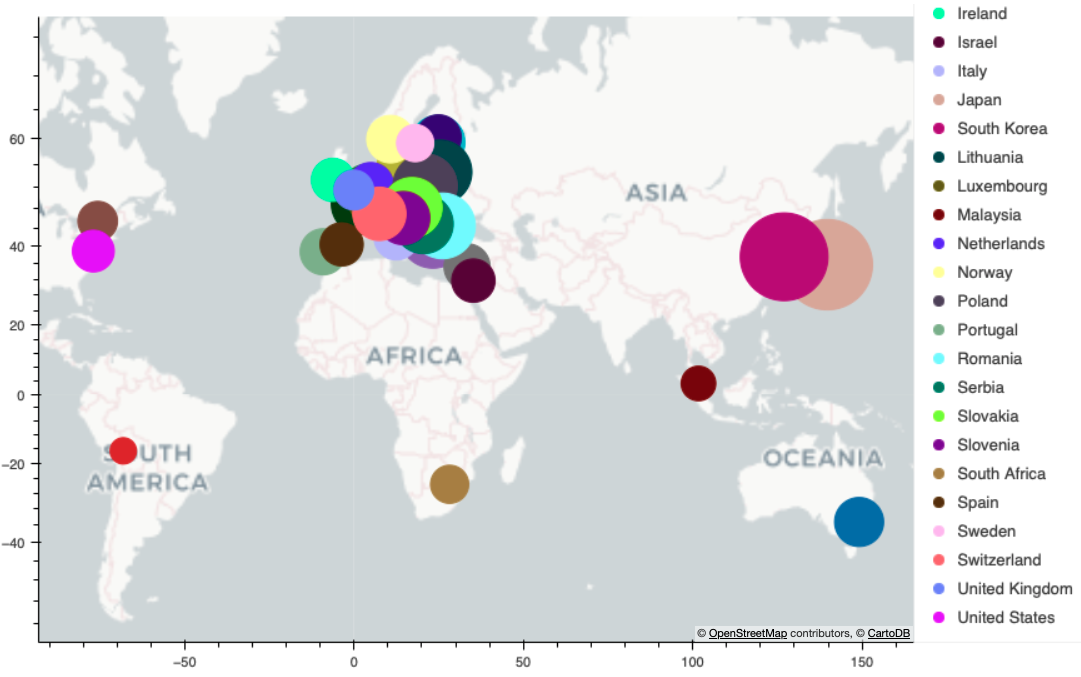 60
40
20
0
−20
−40
−50
0
50
100
150
ASIA
AFRICA
SOUTH
AMERICA
OCEANIA
© OpenStreetMap contributors, © CartoDB
Ireland
Israel
Italy
Japan
South Korea
Lithuania
Luxembourg
Malaysia
Netherlands
Norway
Poland
Portugal
Romania
Serbia
Slovakia
Slovenia
South Africa
Spain
Sweden
Switzerland
United Kingdom
United States